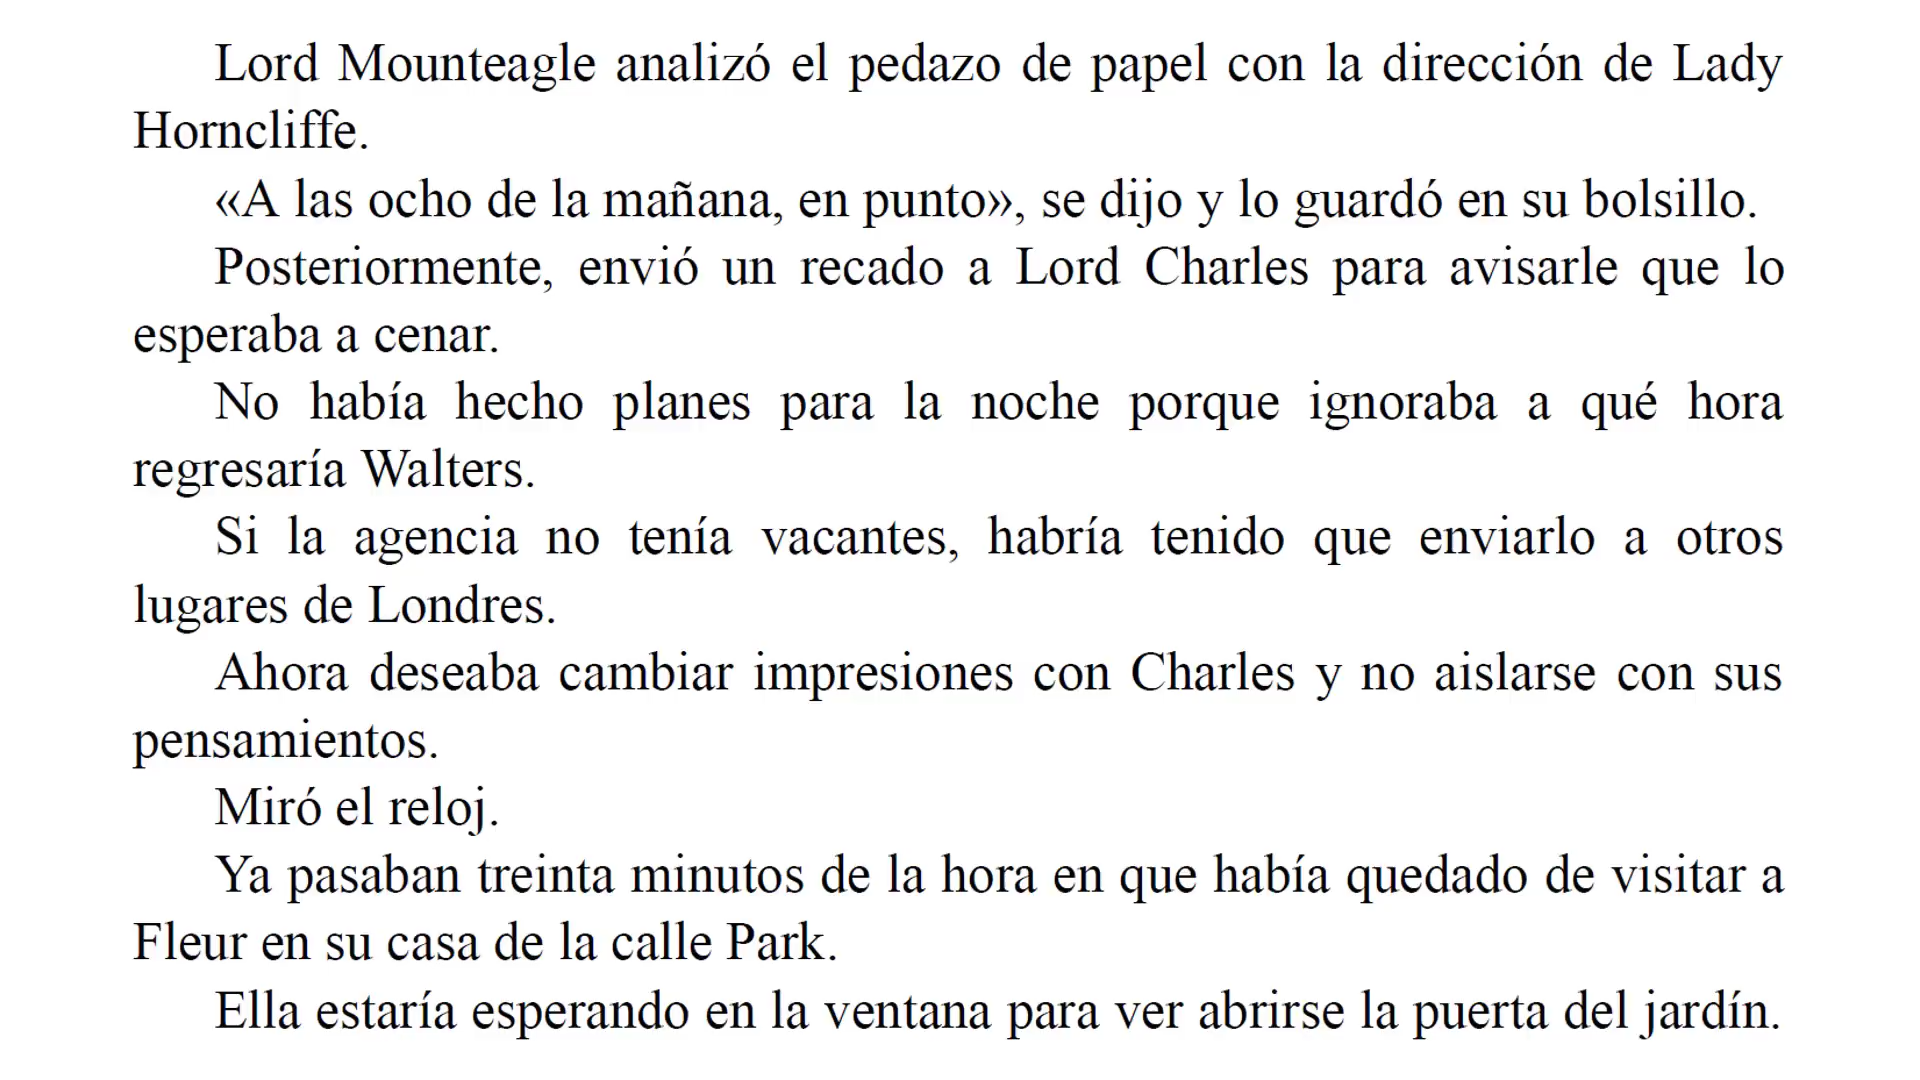 Lord Mounteagle analizó el pedazo de papel con la dirección de Lady
Horncliffe.
«A las ocho de la mañana, en punto», se dijo y lo guardó en su bolsillo.
Posteriormente, envió un recado a Lord Charles para avisarle que lo
esperaba a cenar.
No había hecho planes para la noche porque ignoraba a qué hora
regresaría Walters.
Si la agencia no tenía vacantes, habría tenido que enviarlo a otros
lugares de Londres.
Ahora deseaba cambiar impresiones con Charles y no aislarse con sus
pensamientos.
Miró el reloj.
Ya pasaban treinta minutos de la hora en que había quedado de visitar a
Fleur en su casa de la calle Park.
Ella estaría esperando en la ventana para ver abrirse la puerta del jardín.